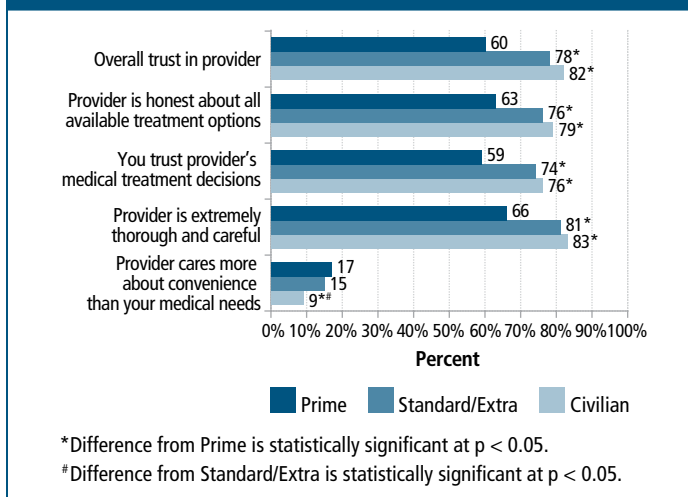 Overall trust in provider
60
78*
82*
Provider is honest about all
available treatment options
63
76*
79*
You trust provider’s
medical treatment decisions
59
74*
76*
Provider is extremely
thorough and careful
66
81*
83*
Provider cares more
about convenience
than your medical needs
17
15
9*#
0% 10% 20% 30% 40% 50% 60% 70% 80% 90%100%
Percent
Prime Standard/Extra Civilian
*Difference from Prime is statistically significant at p < 0.05.
#Difference from Standard/Extra is statistically significant at p < 0.05.